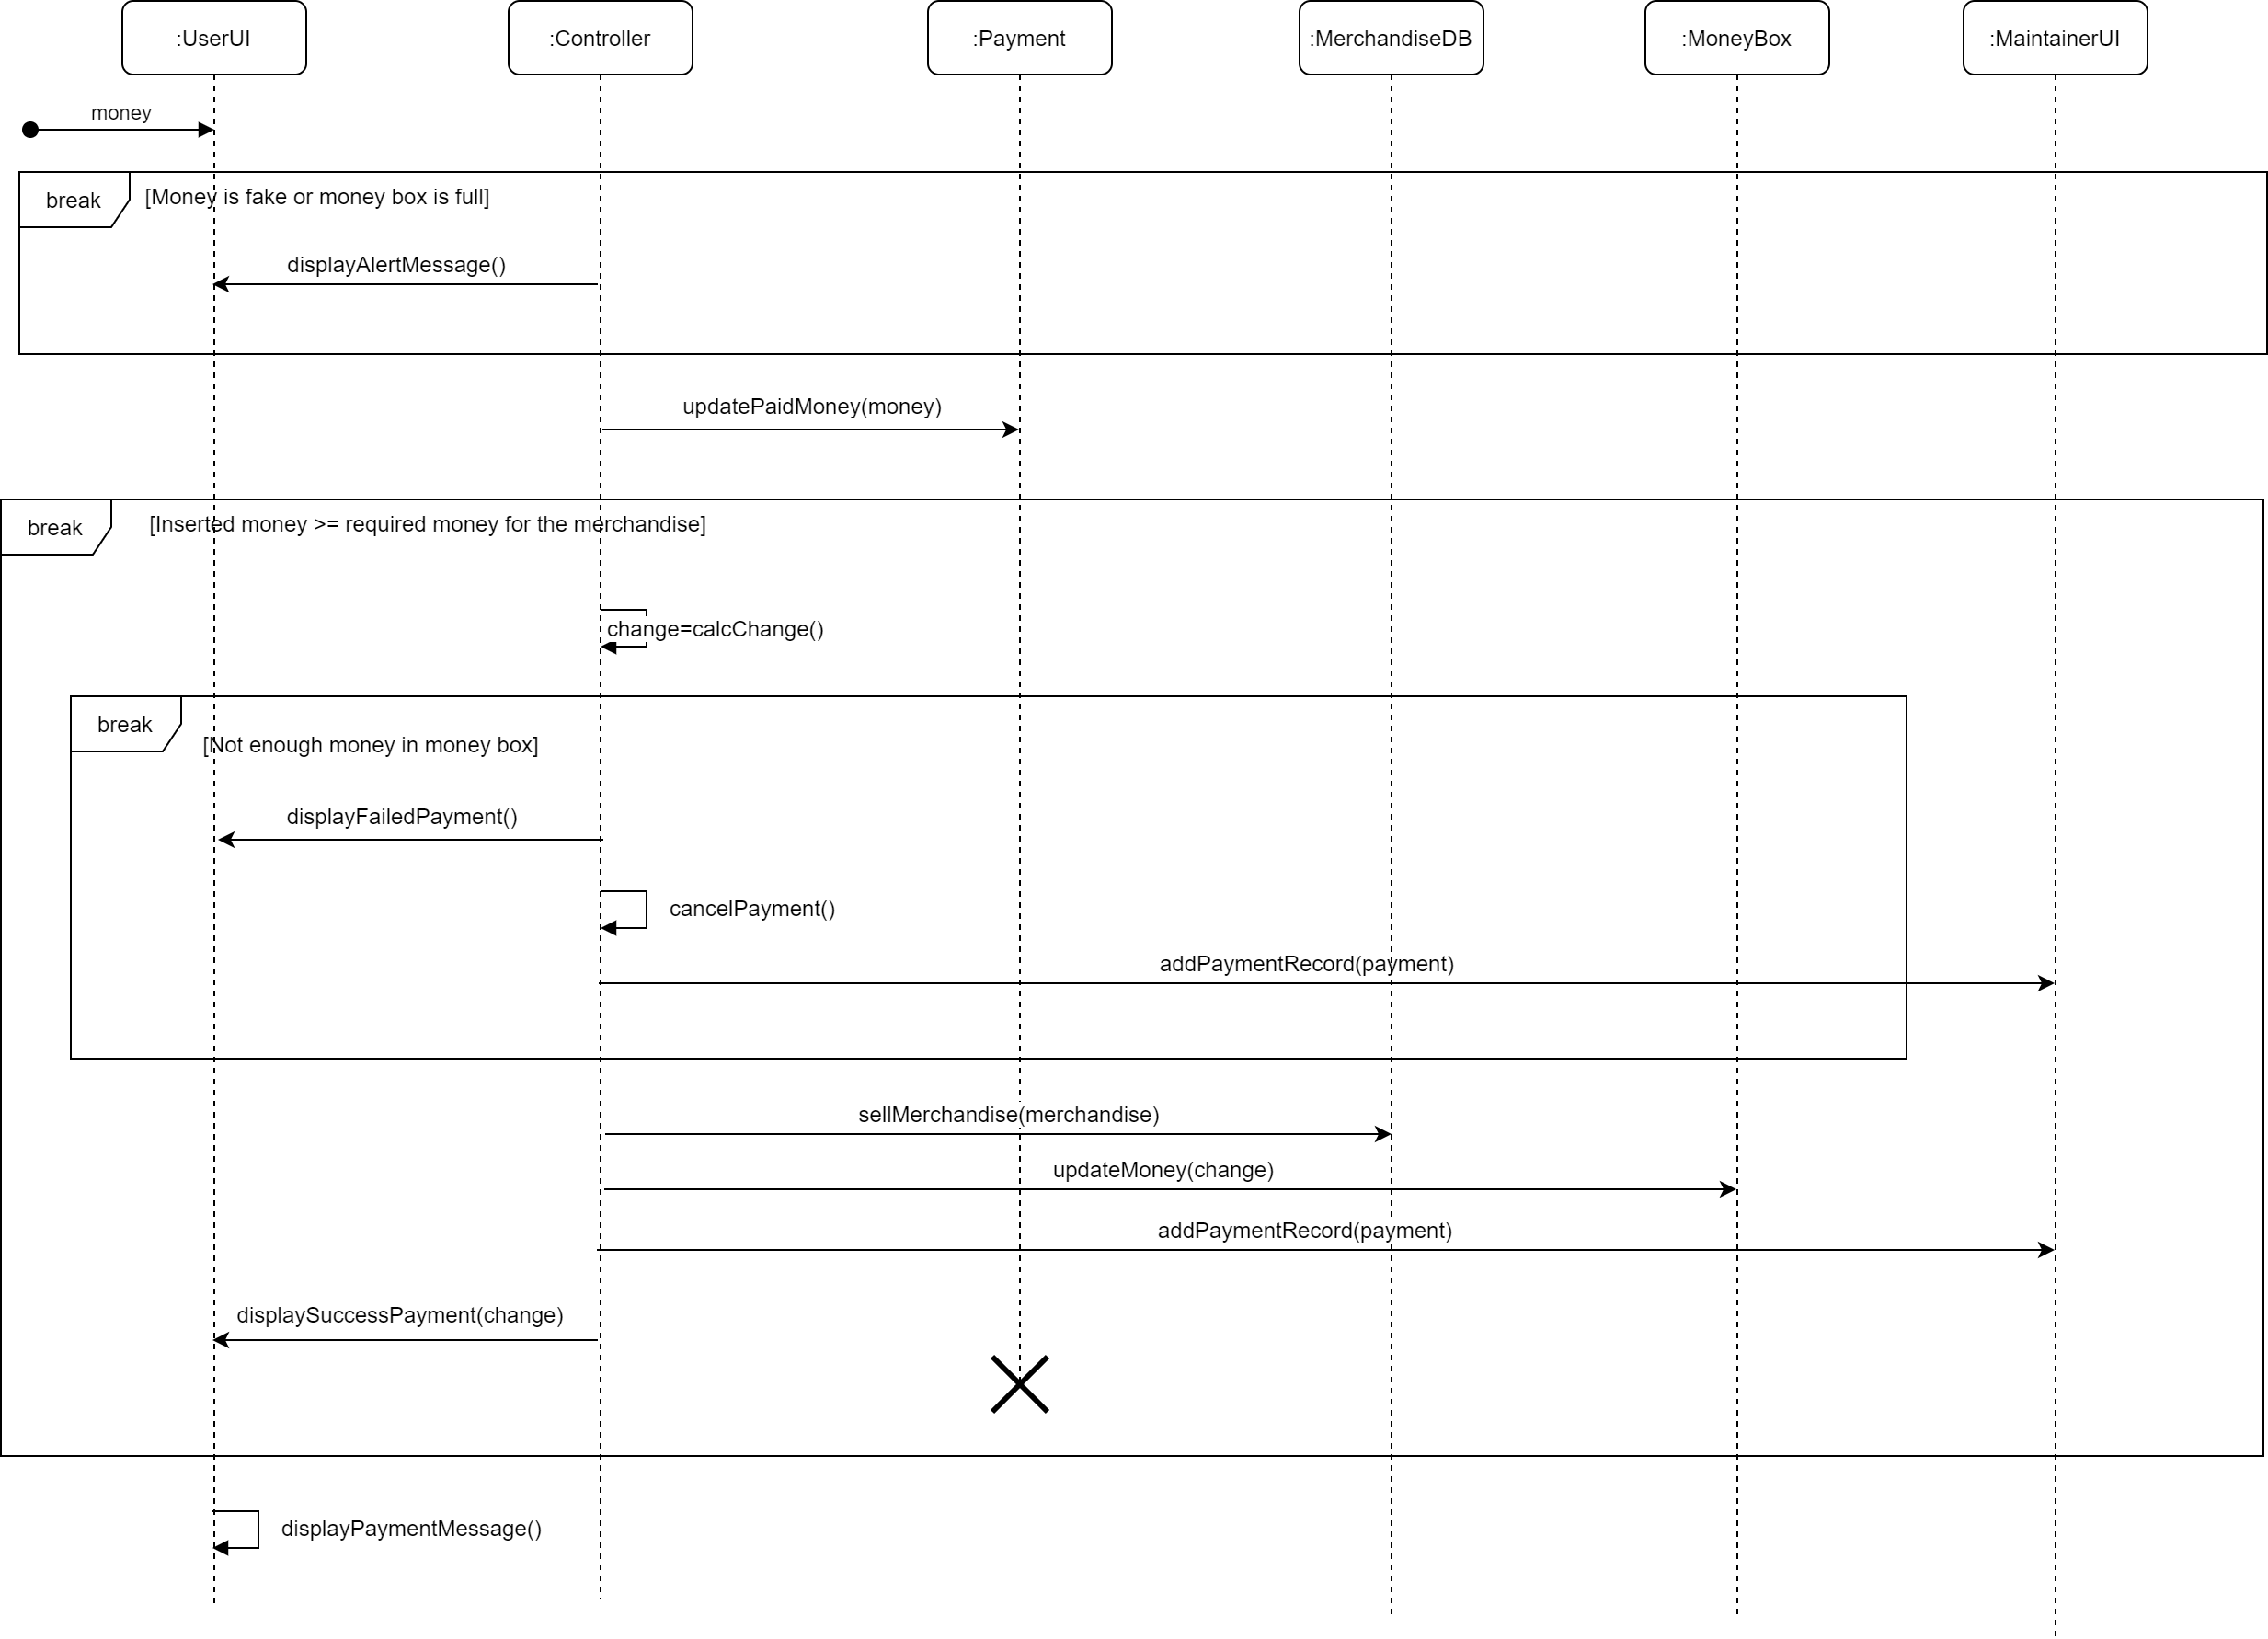 :UserUI
:Controller
:Payment
:MerchandiseDB
:MoneyBox
:MaintainerUI
money
break
[Money is fake or money box is full]
displayAlertMessage()
updatePaidMoney(money)
break
[Inserted money >= required money for the merchandise]
change=calcChange()
break
[Not enough money in money box]
displayFailedPayment()
cancelPayment()
addPaymentRecord(payment)
sellMerchandise(merchandise)
updateMoney(change)
addPaymentRecord(payment)
displaySuccessPayment(change)
displayPaymentMessage()